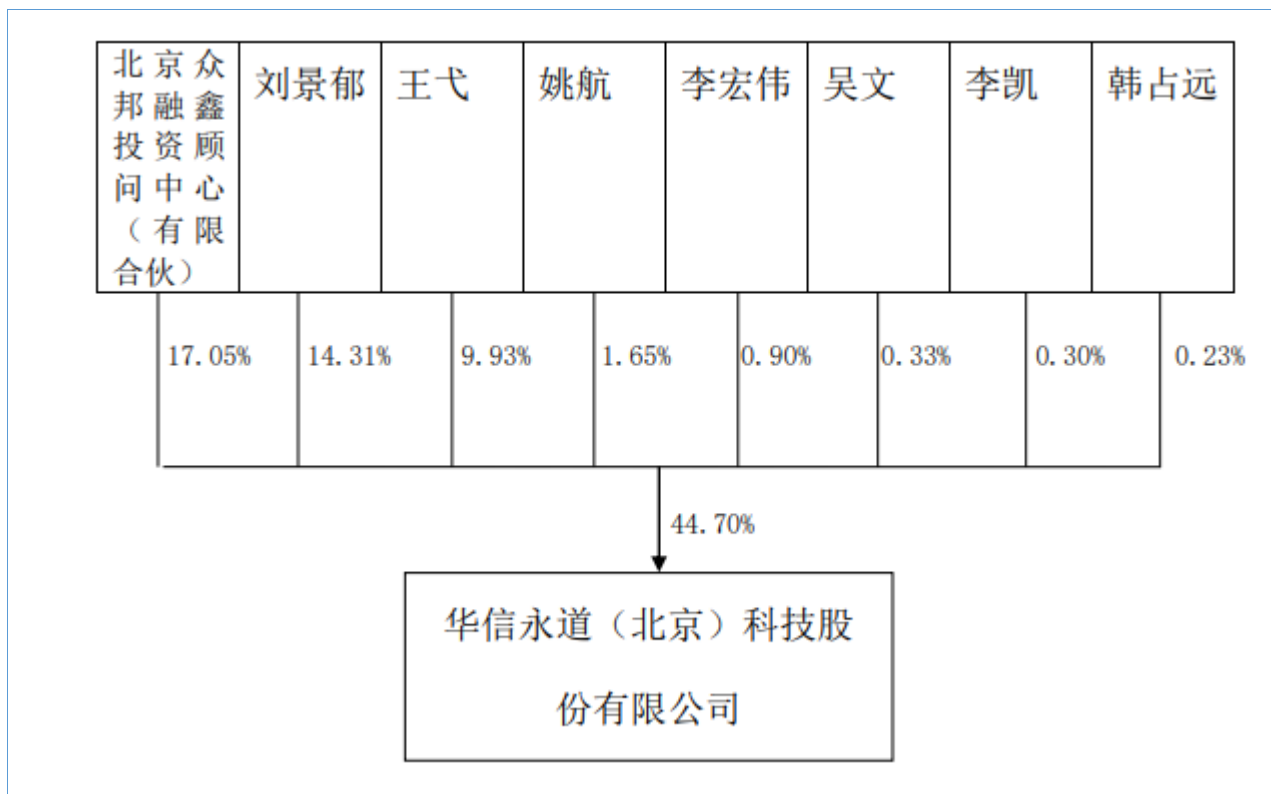 北京众
邦融鑫
投资顾
问中心
（有限
合伙）
刘景郁
王弋
姚航
李宏伟
吴文
李凯
韩占远
17.05%
14.31%
9.93%
1.65%
0.90%
0.33%
0.30%
0.23%
44.70%
华信永道（北京）科技股
份有限公司